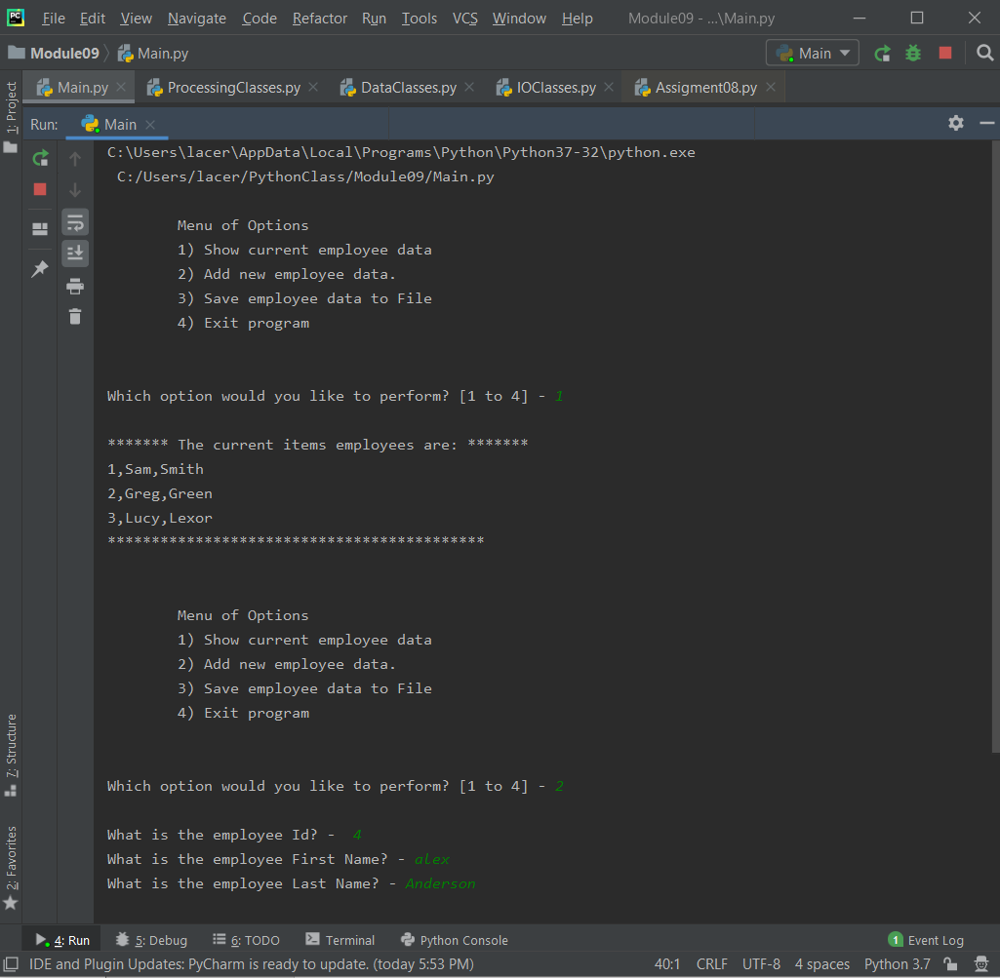 PC File Edit View Navigate Code Refactor Run Tools VCS Window Help Module09 - ...\Main.py
Module09 Main.py Main
Main.py ProcessingClasses.py DataClasses.py IOClasses.py Assigment08.py
1: Project
Run: Main
C:\Users\lacer\AppData\Local\Programs\Python\Python37-32\python.exe
C:/Users/lacer/PythonClass/Module09/Main.py
Menu of Options
1) Show current employee data
2) Add new employee data.
3) Save employee data to File
4) Exit program
Which option would you like to perform? [1 to 4] - 1
******* The current items employees are: *******
1,Sam,Smith
2,Greg,Green
3,Lucy,Lexor
*******************************************
Menu of Options
1) Show current employee data
2) Add new employee data.
3) Save employee data to File
4) Exit program
Which option would you like to perform? [1 to 4] - 2
What is the employee Id? - 4
What is the employee First Name? - alex
What is the employee Last Name? - Anderson
7: Structure
2: Favorites
4: Run 5: Debug 6: TODO Terminal Python Console 1 Event Log
IDE and Plugin Updates: PyCharm is ready to update. (today 5:53 PM) 40:1 CRLF UTF-8 4 spaces Python 3.7